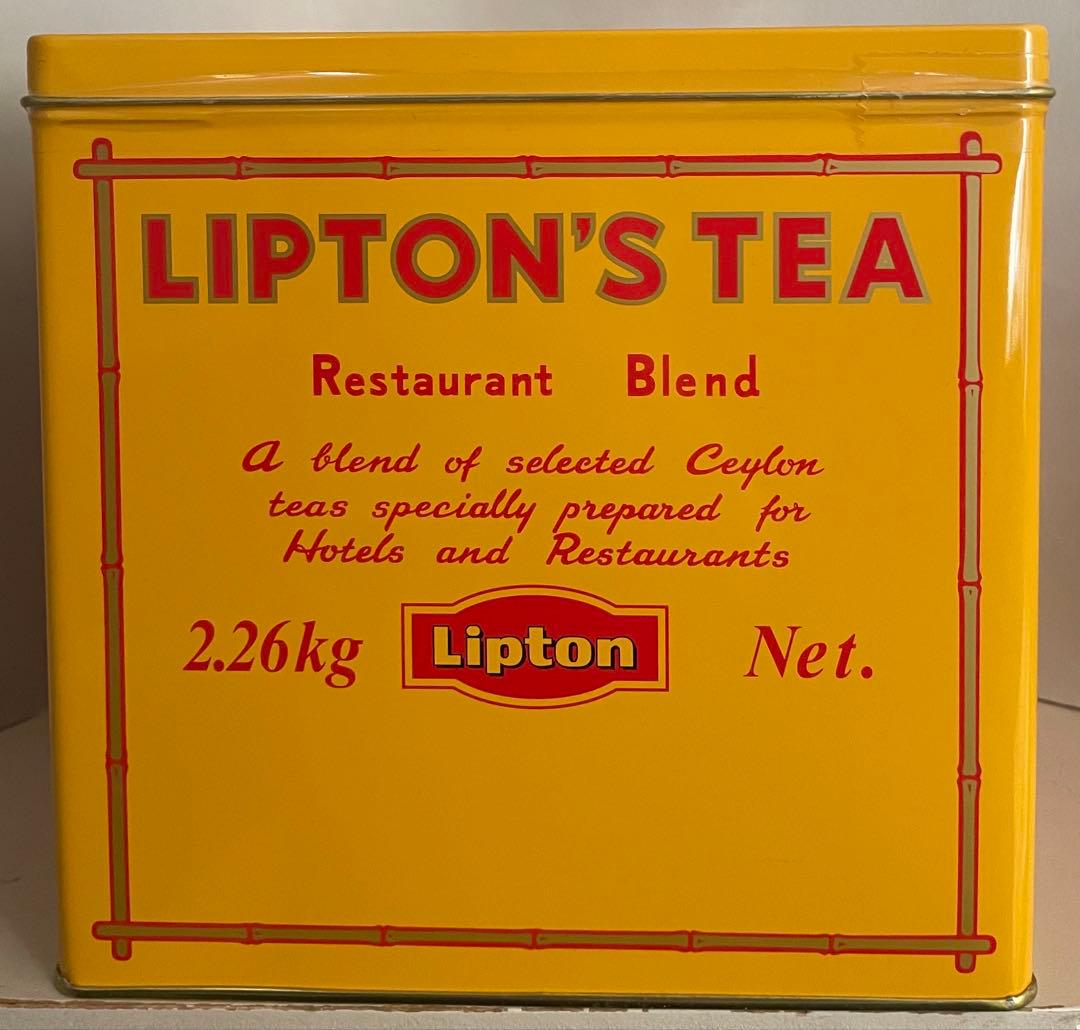 LIPTON'S TEA
Restaurant Blend
A blend of selected Ceylon
teas specially prepared for
Hotels and Restaurants
2.26kg Lipton Net.